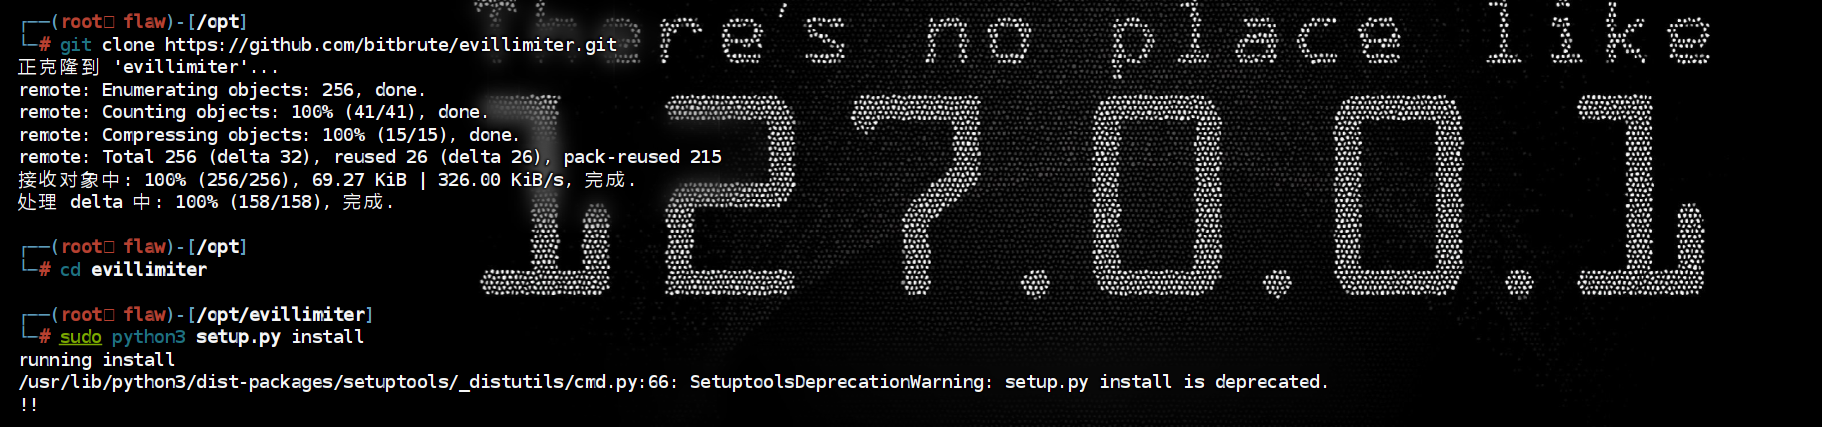 There's no place like
127.0.0.1
┌──(root□ flaw)-[/opt]
└─# git clone https://github.com/bitbrute/evillimiter.git
正克隆到 'evillimiter'...
remote: Enumerating objects: 256, done.
remote: Counting objects: 100% (41/41), done.
remote: Compressing objects: 100% (15/15), done.
remote: Total 256 (delta 32), reused 26 (delta 26), pack-reused 215
接收对象中: 100% (256/256), 69.27 KiB | 326.00 KiB/s, 完成.
处理 delta 中: 100% (158/158), 完成.
┌──(root□ flaw)-[/opt]
└─# cd evillimiter
┌──(root□ flaw)-[/opt/evillimiter]
└─# sudo python3 setup.py install
running install
/usr/lib/python3/dist-packages/setuptools/_distutils/cmd.py:66: SetuptoolsDeprecationWarning: setup.py install is deprecated.
!!